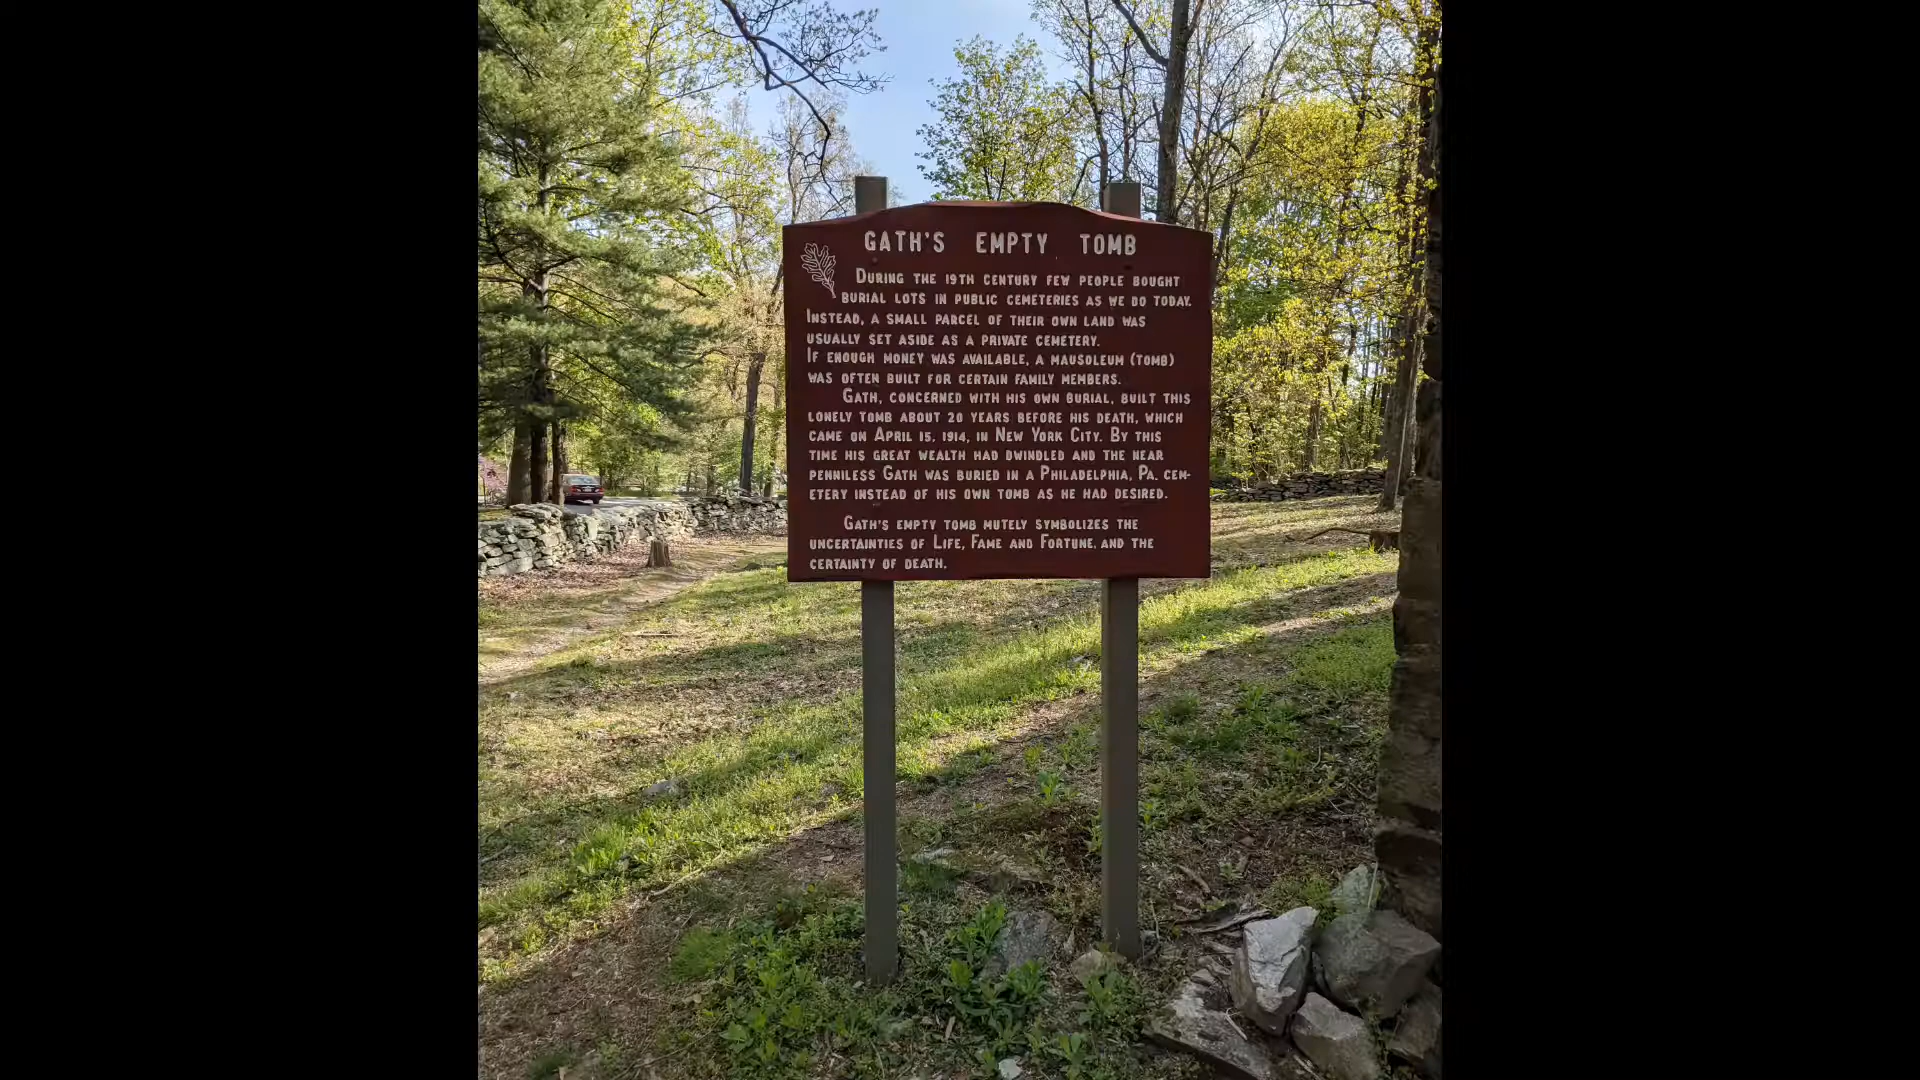 GATH'S EMPTY TOMB
DURING THE 19TH CENTURY FEW PEOPLE BOUGHT
BURIAL LOTS IN PUBLIC CEMETERIES AS WE DO TODAY.
INSTEAD, A SMALL PARCEL OF THEIR OWN LAND WAS
USUALLY SET ASIDE AS A PRIVATE CEMETERY.
IF ENOUGH MONEY WAS AVAILABLE, A MAUSOLEUM (TOMB)
WAS OFTEN BUILT FOR CERTAIN FAMILY MEMBERS.
GATH, CONCERNED WITH HIS OWN BURIAL, BUILT THIS
LONELY TOMB ABOUT 20 YEARS BEFORE HIS DEATH, WHICH
CAME ON APRIL 15, 1914, IN NEW YORK CITY. BY THIS
TIME HIS GREAT WEALTH HAD DWINDLED AND THE NEAR
PENNILESS GATH WAS BURIED IN A PHILADELPHIA, PA. CEM-
ETERY INSTEAD OF HIS OWN TOMB AS HE HAD DESIRED.
GATH'S EMPTY TOMB MUTELY SYMBOLIZES THE
UNCERTAINTIES OF LIFE, FAME AND FORTUNE, AND THE
CERTAINTY OF DEATH.